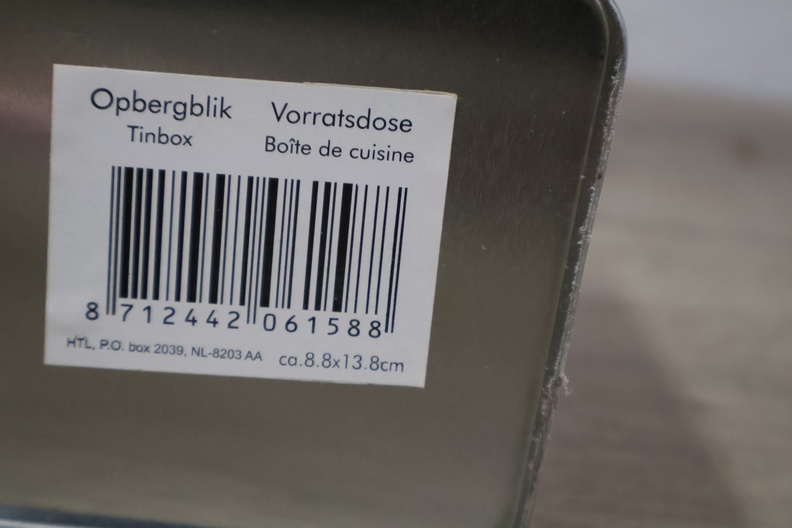 Opbergblik Vorratsdose
Tinbox Boîte de cuisine
8 712442 061588
HTL, P.O. box 2039, NL-8203 AA ca.8.8x13.8cm